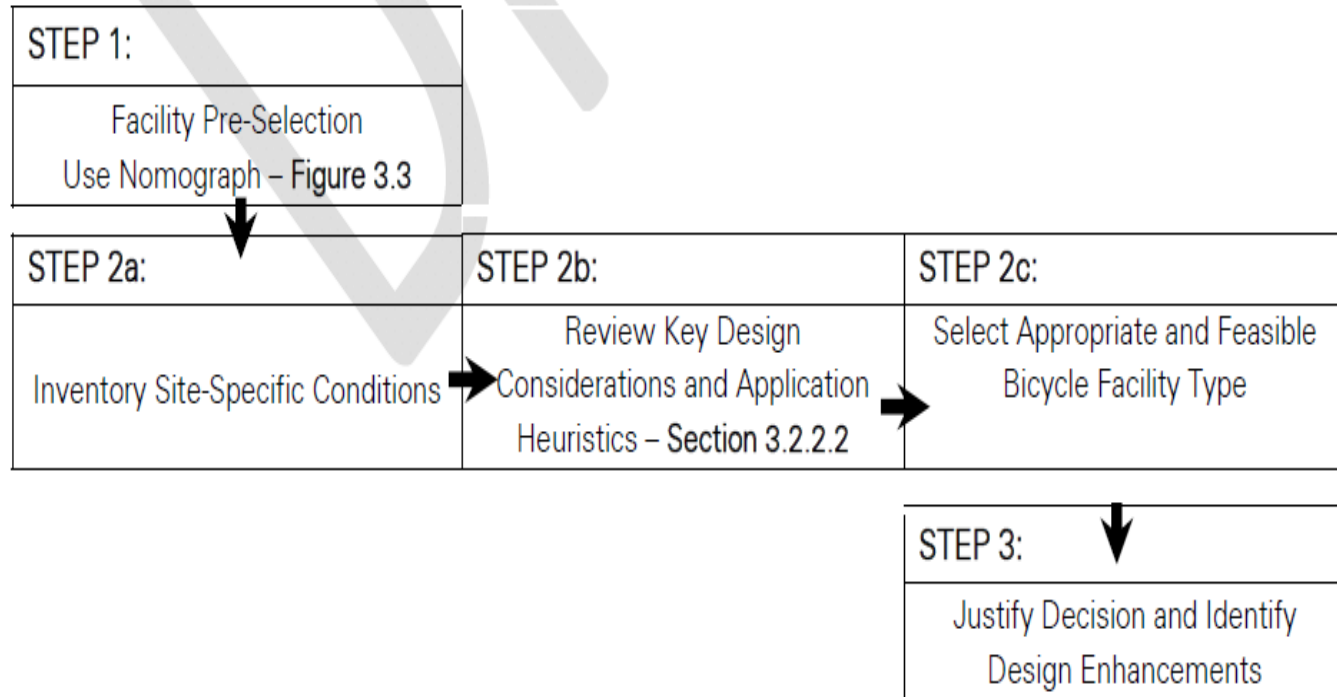 STEP 1:
Facility Pre-Selection
Use Nomograph – Figure 3.3
STEP 2a:
Inventory Site-Specific Conditions
STEP 2b:
Review Key Design
Considerations and Application
Heuristics – Section 3.2.2.2
STEP 2c:
Select Appropriate and Feasible
Bicycle Facility Type
STEP 3:
Justify Decision and Identify
Design Enhancements